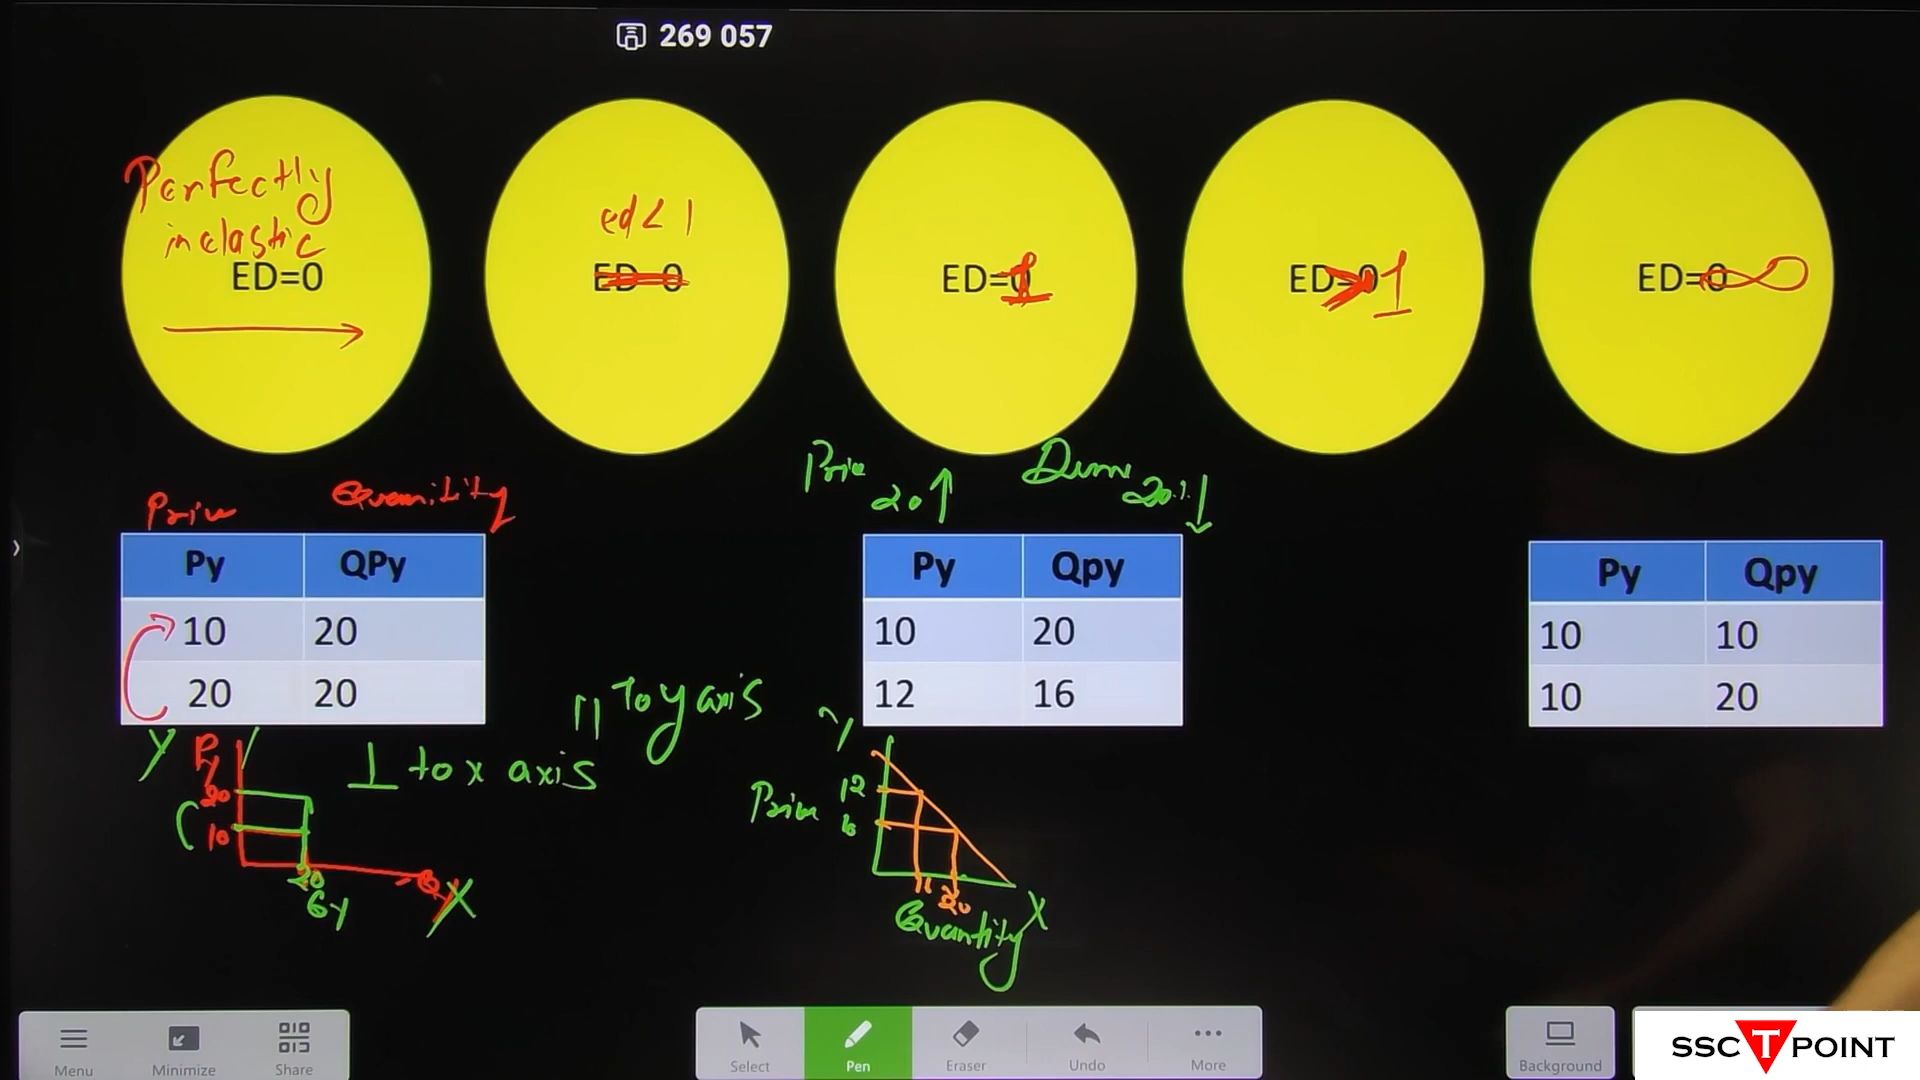 269 057
Perfectly
inelastic
ED=0
ed< 1
ED=0
ED=1
ED>1
ED=∞
Price
Quantity
Py QPy
10 20
20 20
Price 20 ↑
Dem 20% ↓
Py Qpy
10 20
12 16
Py Qpy
10 10
10 20
|| To y axis
⊥ to x axis
Y Py
20
10
20
X
Y
Price 12
20
Quantity X
Menu Minimize Share
Select Pen Eraser Undo More
Background
SSC T POINT